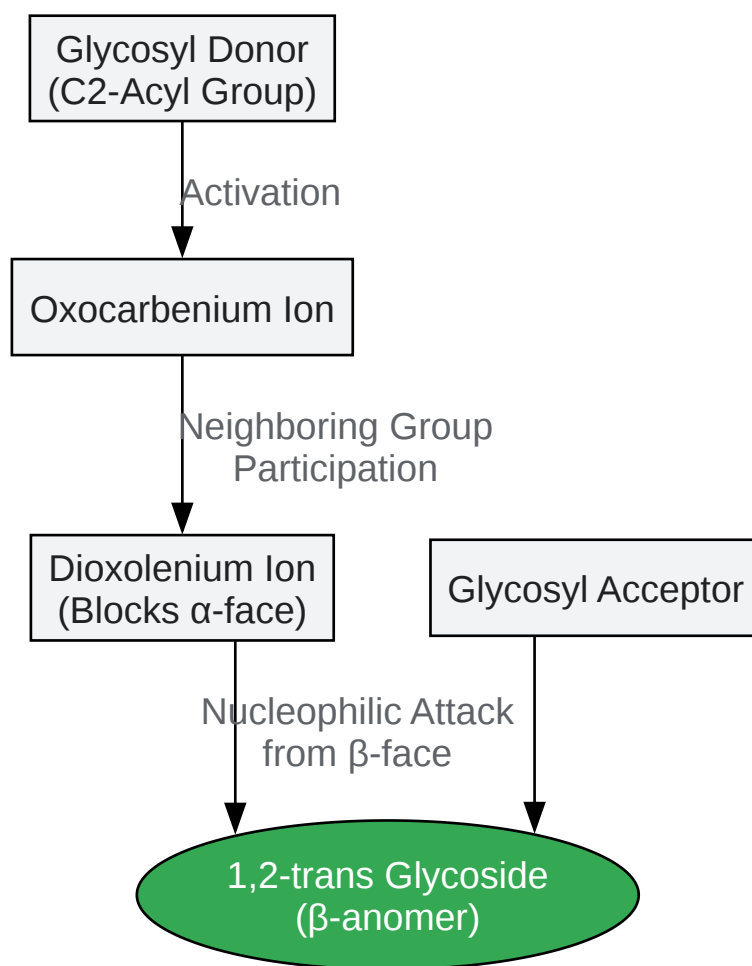 Glycosyl Donor
(C2-Acyl Group)
Activation
Oxocarbenium Ion
Neighboring Group
Participation
Dioxolenium Ion
(Blocks α-face)
Glycosyl Acceptor
Nucleophilic Attack
from β-face
1,2-trans Glycoside
(β-anomer)